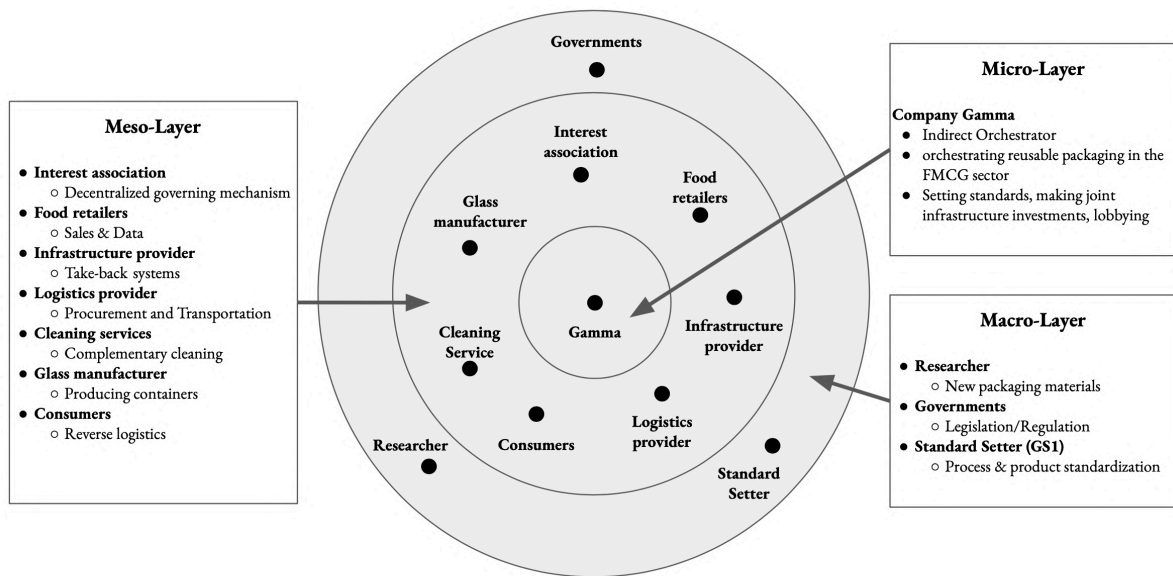 Meso-Layer
● Interest association
○ Decentralized governing mechanism
● Food retailers
○ Sales & Data
● Infrastructure provider
○ Take-back systems
● Logistics provider
○ Procurement and Transportation
● Cleaning services
○ Complementary cleaning
● Glass manufacturer
○ Producing containers
● Consumers
○ Reverse logistics
Governments
Interest
association
Food
retailers
Glass
manufacturer
Gamma
Infrastructure
provider
Cleaning
Service
Logistics
provider
Consumers
Researcher
Standard
Setter
Micro-Layer
Company Gamma
● Indirect Orchestrator
● orchestrating reusable packaging in the
FMCG sector
● Setting standards, making joint
infrastructure investments, lobbying
Macro-Layer
● Researcher
○ New packaging materials
● Governments
○ Legislation/Regulation
● Standard Setter (GS1)
○ Process & product standardization